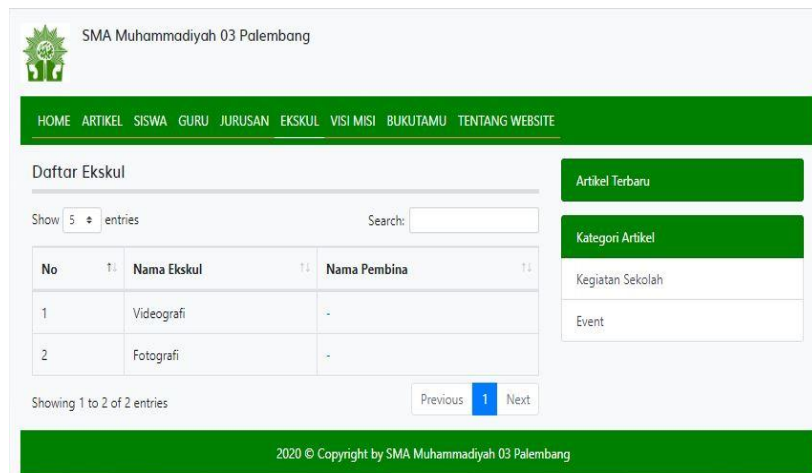 SMA Muhammadiyah 03 Palembang
HOME ARTIKEL SISWA GURU JURUSAN EKSKUL VISI MISI BUKUTAMU TENTANG WEBSITE
Daftar Ekskul
Show 5 entries
Search:
No Nama Ekskul Nama Pembina
1 Videografi -
2 Fotografi -
Showing 1 to 2 of 2 entries
Previous 1 Next
Artikel Terbaru
Kategori Artikel
Kegiatan Sekolah
Event
2020 © Copyright by SMA Muhammadiyah 03 Palembang